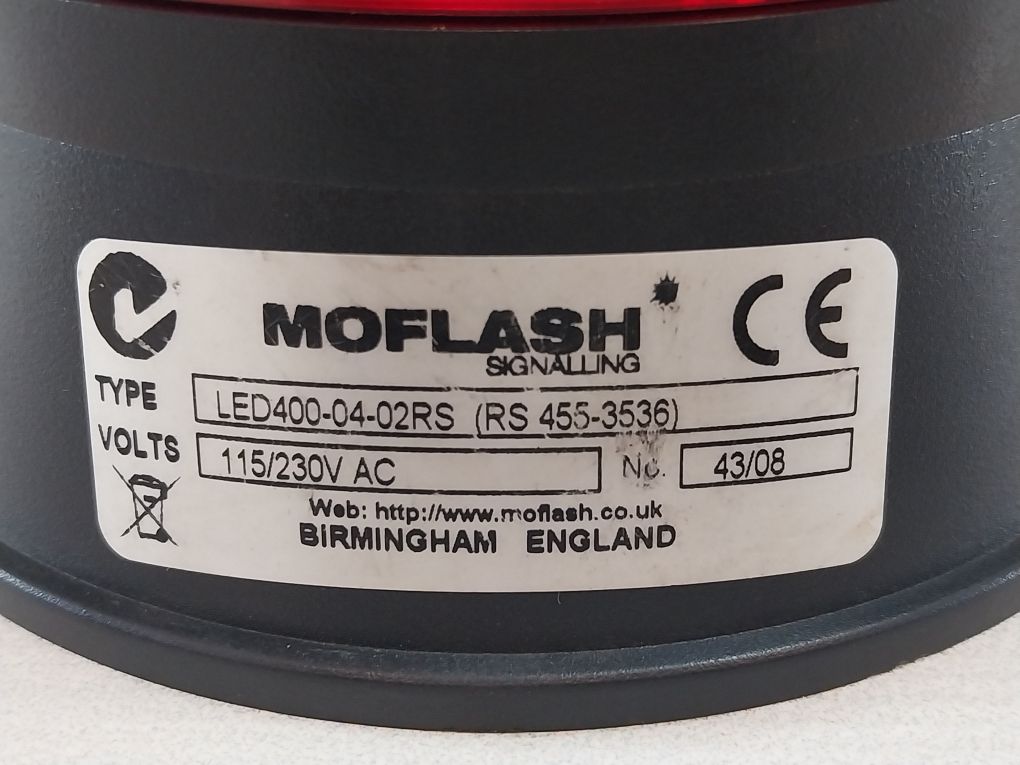 MOFLASH
SIGNALLING
CE
TYPE LED400-04-02RS (RS 455-3536)
VOLTS 115/230V AC No. 43/08
Web: http://www.moflash.co.uk
BIRMINGHAM ENGLAND